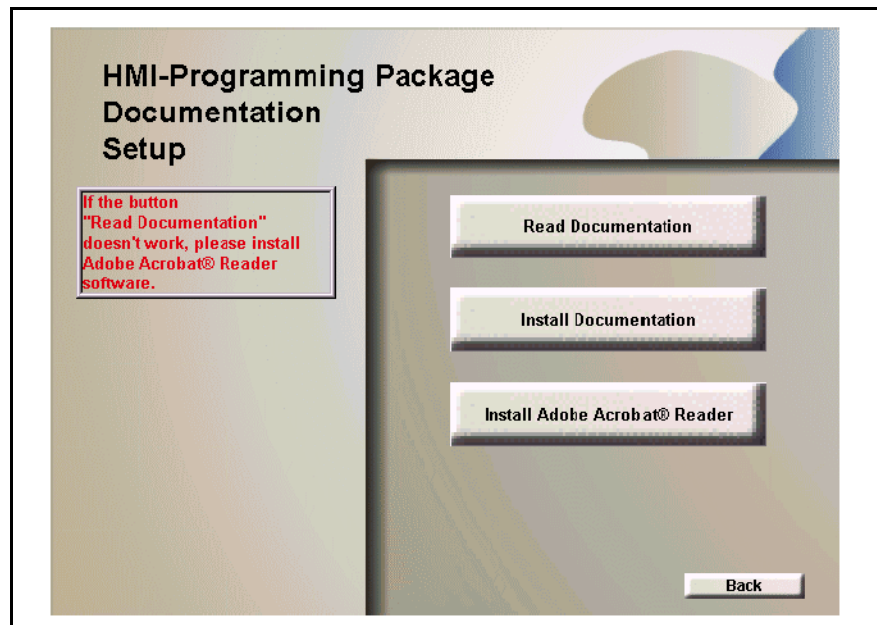 HMI-Programming Package
Documentation
Setup
If the button
"Read Documentation"
doesn't work, please install
Adobe Acrobat® Reader
software.
Read Documentation
Install Documentation
Install Adobe Acrobat® Reader
Back